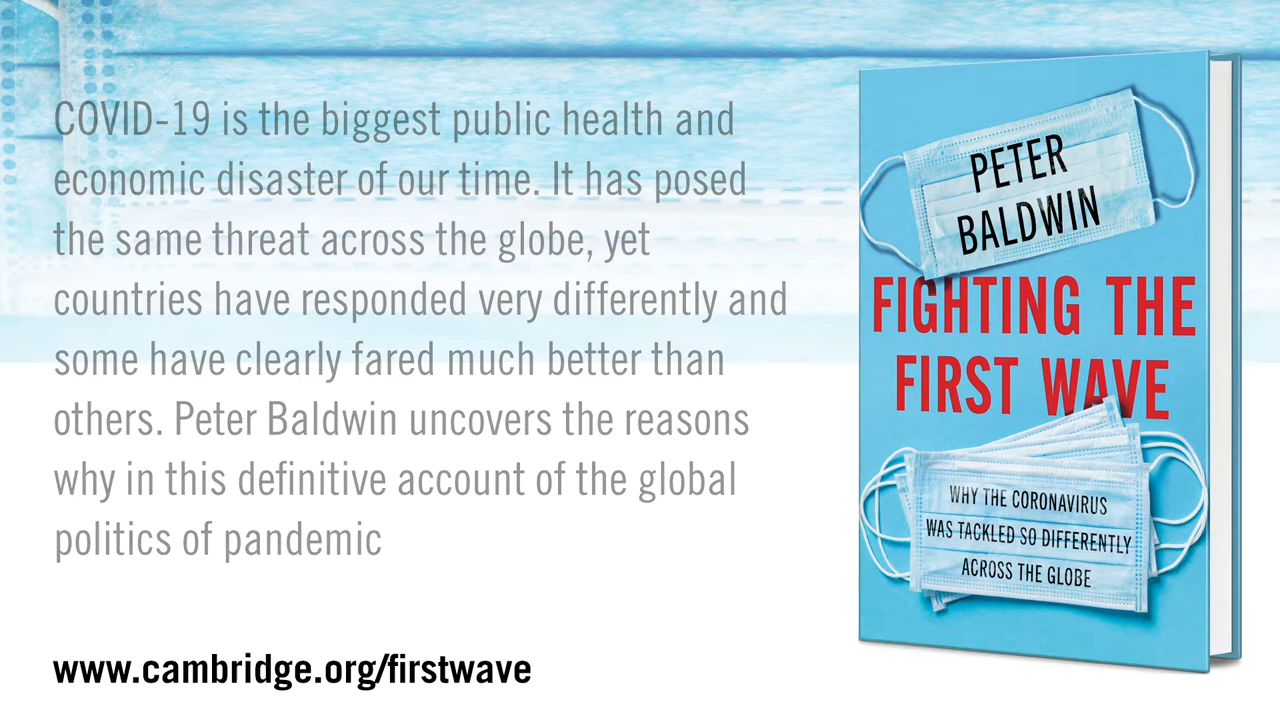 COVID-19 is the biggest public health and
economic disaster of our time. It has posed
the same threat across the globe, yet
countries have responded very differently and
some have clearly fared much better than
others. Peter Baldwin uncovers the reasons
why in this definitive account of the global
politics of pandemic
www.cambridge.org/firstwave
PETER
BALDWIN
FIGHTING THE
FIRST WAVE
WHY THE CORONAVIRUS
WAS TACKLED SO DIFFERENTLY
ACROSS THE GLOBE